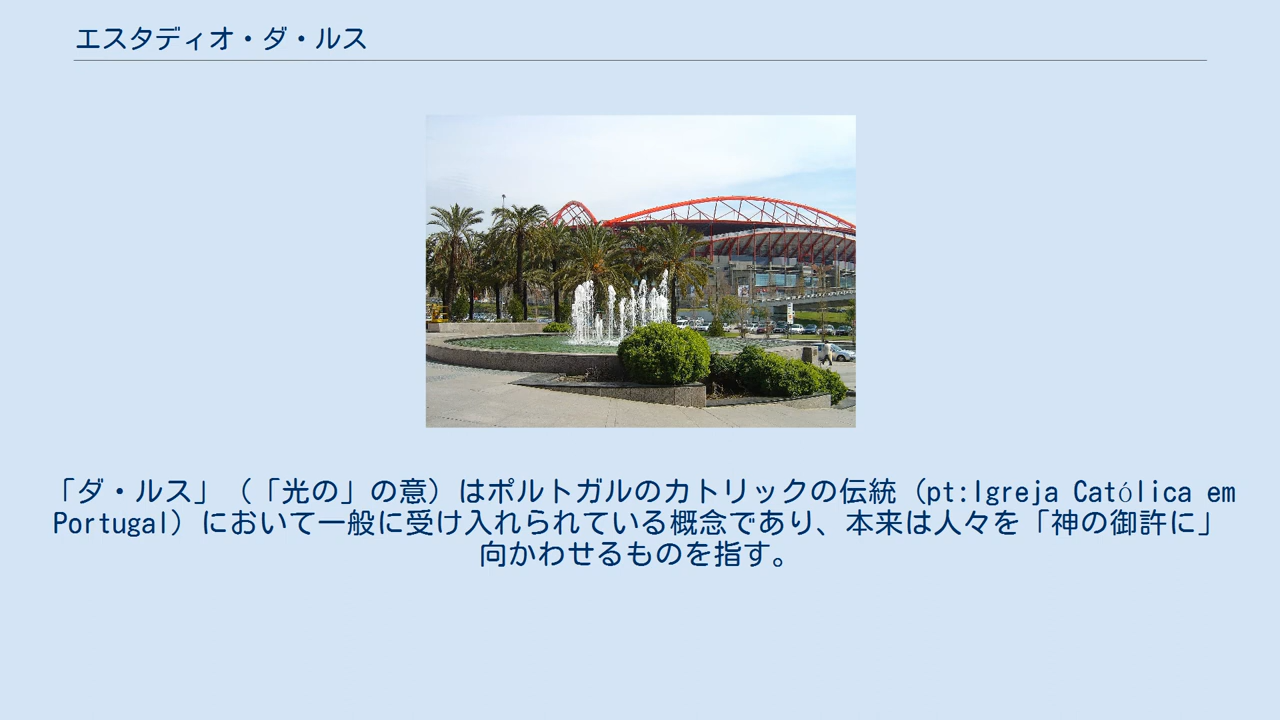 エスタディオ・ダ・ルス
「ダ・ルス」（「光の」の意）はポルトガルのカトリックの伝統（pt:Igreja Católica em
Portugal）において一般に受け入れられている概念であり、本来は人々を「神の御許に」
向かわせるものを指す。